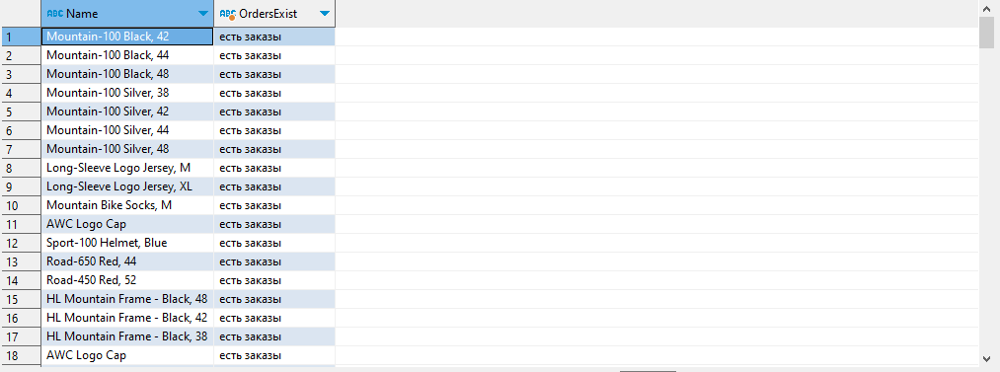 ABC Name ABC OrdersExist
1 Mountain-100 Black, 42 есть заказы
2 Mountain-100 Black, 44 есть заказы
3 Mountain-100 Black, 48 есть заказы
4 Mountain-100 Silver, 38 есть заказы
5 Mountain-100 Silver, 42 есть заказы
6 Mountain-100 Silver, 44 есть заказы
7 Mountain-100 Silver, 48 есть заказы
8 Long-Sleeve Logo Jersey, M есть заказы
9 Long-Sleeve Logo Jersey, XL есть заказы
10 Mountain Bike Socks, M есть заказы
11 AWC Logo Cap есть заказы
12 Sport-100 Helmet, Blue есть заказы
13 Road-650 Red, 44 есть заказы
14 Road-450 Red, 52 есть заказы
15 HL Mountain Frame - Black, 48 есть заказы
16 HL Mountain Frame - Black, 42 есть заказы
17 HL Mountain Frame - Black, 38 есть заказы
18 AWC Logo Cap есть заказы